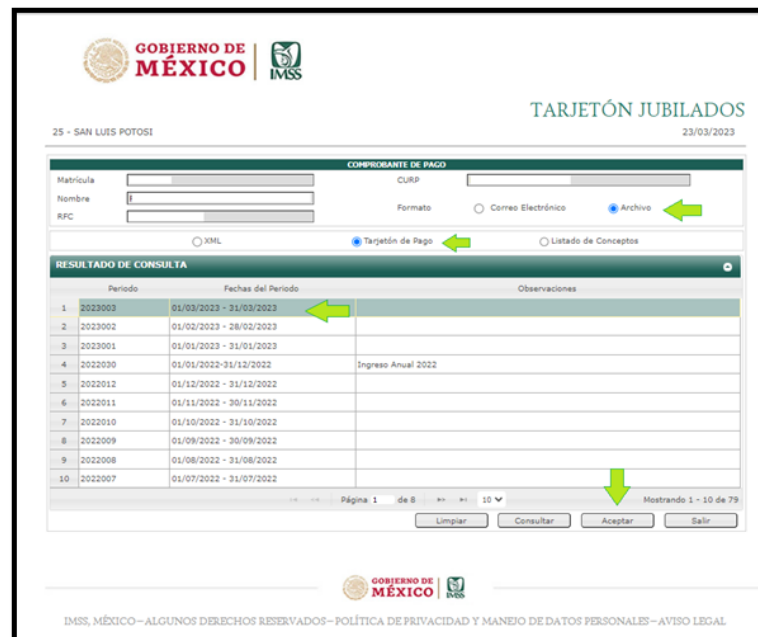 GOBIERNO DE
MÉXICO
IMSS
TARJETÓN JUBILADOS
25 - SAN LUIS POTOSI 23/03/2023
COMPROBANTE DE PAGO
Matrícula CURP
Nombre
Formato Correo Electrónico Archivo
RFC
XML Tarjetón de Pago Listado de Conceptos
RESULTADO DE CONSULTA
Periodo Fechas del Periodo Observaciones
1 2023003 01/03/2023 - 31/03/2023
2 2023002 01/02/2023 - 28/02/2023
3 2023001 01/01/2023 - 31/01/2023
4 2022030 01/01/2022-31/12/2022 Ingreso Anual 2022
5 2022012 01/12/2022 - 31/12/2022
6 2022011 01/11/2022 - 30/11/2022
7 2022010 01/10/2022 - 31/10/2022
8 2022009 01/09/2022 - 30/09/2022
9 2022008 01/08/2022 - 31/08/2022
10 2022007 01/07/2022 - 31/07/2022
Página 1 de 8 10 Mostrando 1 - 10 de 79
Limpiar Consultar Aceptar Salir
GOBIERNO DE
MÉXICO
IMSS
IMSS, MÉXICO—ALGUNOS DERECHOS RESERVADOS—POLÍTICA DE PRIVACIDAD Y MANEJO DE DATOS PERSONALES—AVISO LEGAL